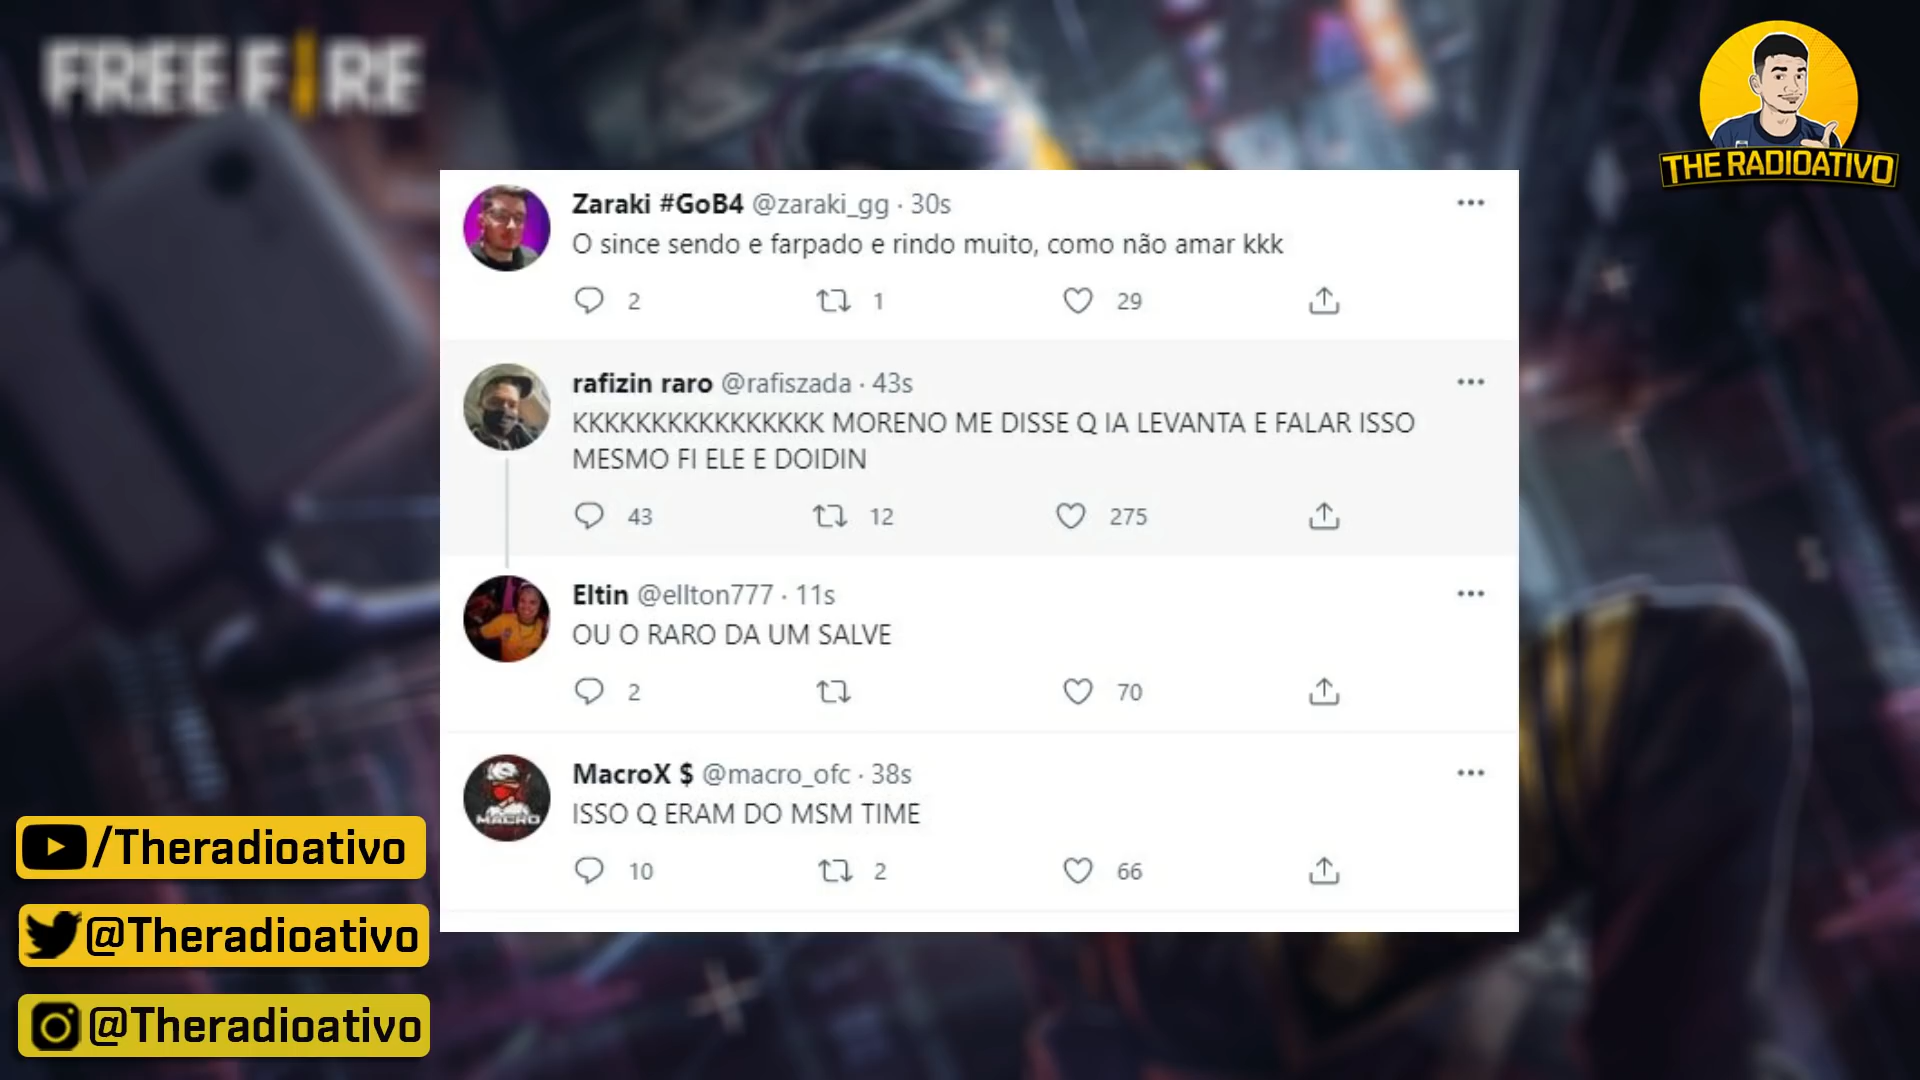 FREE FIRE
THE RADIOATIVO
Zaraki #GoB4 @zaraki_gg · 30s
O since sendo e farpado e rindo muito, como não amar kkk
2 1 29
rafizin raro @rafiszada · 43s
KKKKKKKKKKKKKKKK MORENO ME DISSE Q IA LEVANTA E FALAR ISSO
MESMO FI ELE E DOIDIN
43 12 275
Eltin @ellton777 · 11s
OU O RARO DA UM SALVE
2 70
MacroX $ @macro_ofc · 38s
MACRO
ISSO Q ERAM DO MSM TIME
10 2 66
/Theradioativo
@Theradioativo
@Theradioativo